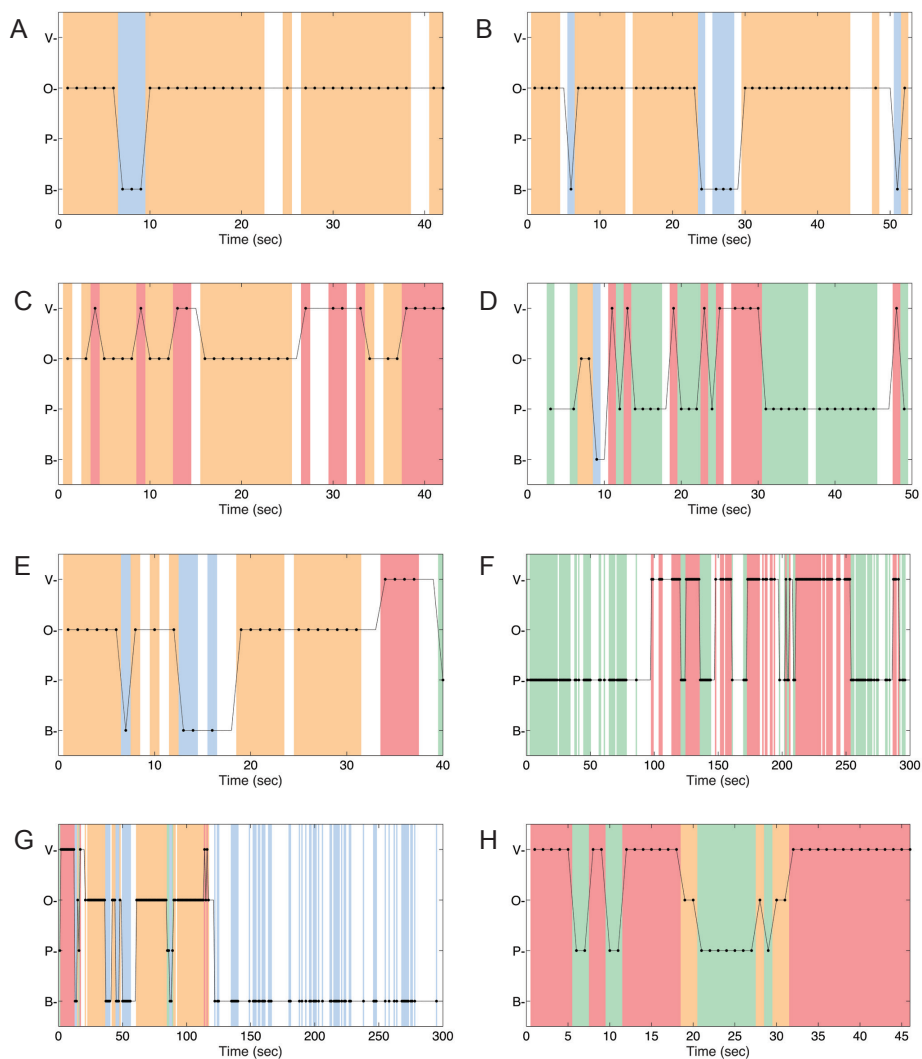 A
V-
O-
P-
B-
0 10 20 30 40
Time (sec)
B
V-
O-
P-
B-
0 10 20 30 40 50
Time (sec)
C
V-
O-
P-
B-
0 10 20 30 40
Time (sec)
D
V-
O-
P-
B-
0 10 20 30 40 50
Time (sec)
E
V-
O-
P-
B-
0 10 20 30 40
Time (sec)
F
V-
O-
P-
B-
0 50 100 150 200 250 300
Time (sec)
G
V-
O-
P-
B-
0 50 100 150 200 250 300
Time (sec)
H
V-
O-
P-
B-
0 5 10 15 20 25 30 35 40 45
Time (sec)